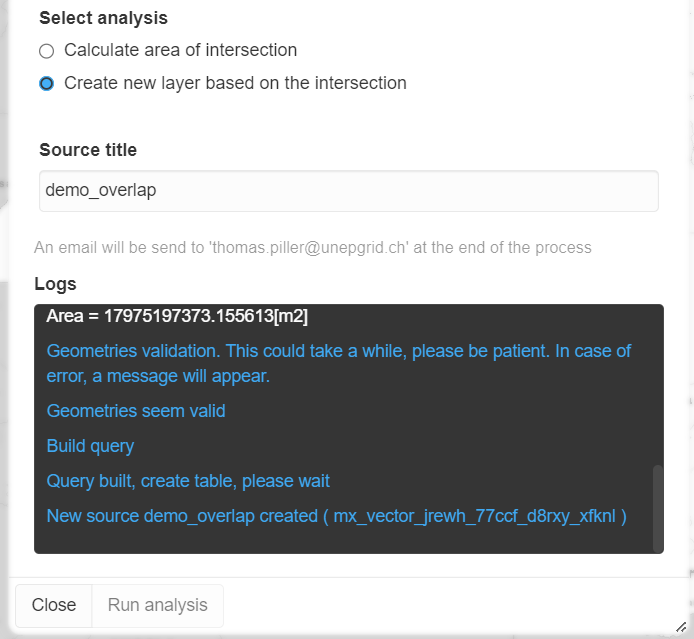 Select analysis
Calculate area of intersection
Create new layer based on the intersection
Source title
demo_overlap
An email will be send to 'thomas.piller@unepgrid.ch' at the end of the process
Logs
Area = 17975197373.155613[m2]
Geometries validation. This could take a while, please be patient. In case of
error, a message will appear.
Geometries seem valid
Build query
Query built, create table, please wait
New source demo_overlap created ( mx_vector_jrewh_77ccf_d8rxy_xfknl )
Close
Run analysis